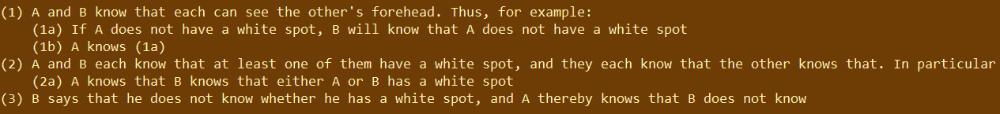 (1) A and B know that each can see the other's forehead. Thus, for example:
(1a) If A does not have a white spot, B will know that A does not have a white spot
(1b) A knows (1a)
(2) A and B each know that at least one of them have a white spot, and they each know that the other knows that. In particular
(2a) A knows that B knows that either A or B has a white spot
(3) B says that he does not know whether he has a white spot, and A thereby knows that B does not know